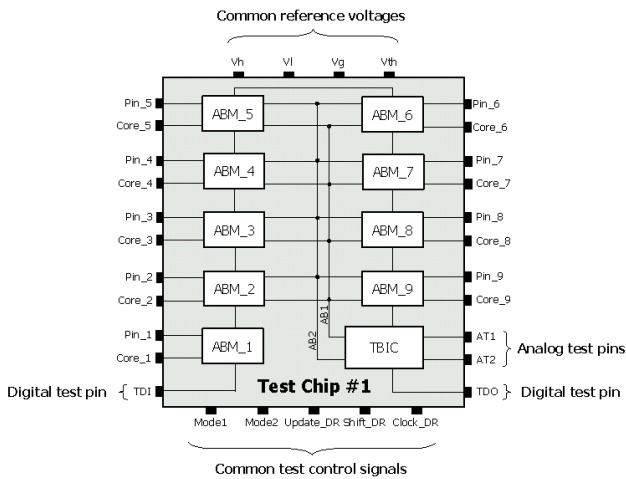 Common reference voltages
Vh Vl Vg Vth
Pin_5 ABM_5 ABM_6 Pin_6
Core_5 Core_6
Pin_4 ABM_4 ABM_7 Pin_7
Core_4 Core_7
Pin_3 ABM_3 ABM_8 Pin_8
Core_3 Core_8
Pin_2 ABM_2 ABM_9 Pin_9
Core_2 Core_9
AB2 AB1
Pin_1 ABM_1 TBIC AT1
Core_1 AT2
Analog test pins
Digital test pin TDI Test Chip #1 TDO Digital test pin
Mode1 Mode2 Update_DR Shift_DR Clock_DR
Common test control signals